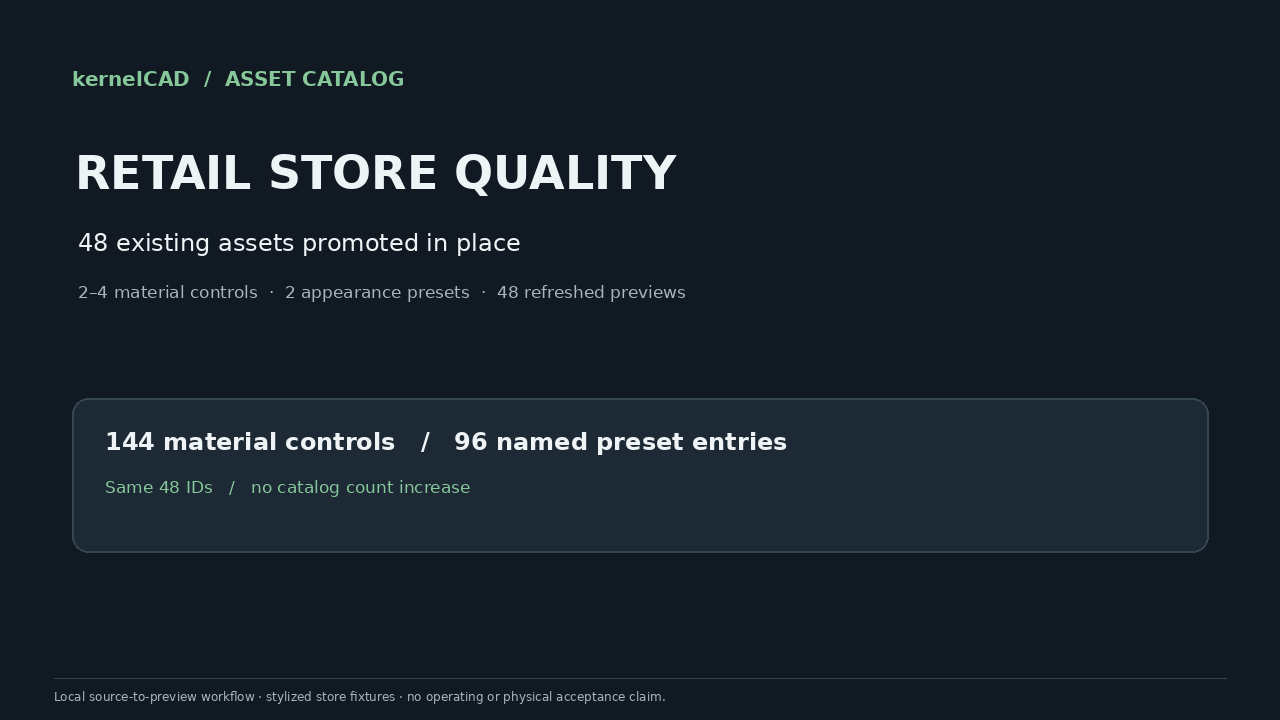 kernelCAD / ASSET CATALOG
RETAIL STORE QUALITY
48 existing assets promoted in place
2–4 material controls · 2 appearance presets · 48 refreshed previews
144 material controls / 96 named preset entries
Same 48 IDs / no catalog count increase
Local source-to-preview workflow · stylized store fixtures · no operating or physical acceptance claim.